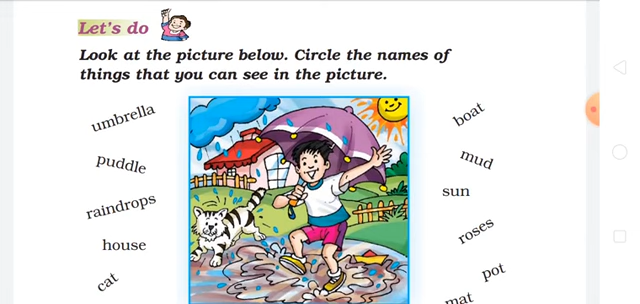 Let's do
Look at the picture below. Circle the names of
things that you can see in the picture.
umbrella
puddle
raindrops
house
cat
boat
mud
sun
roses
pot
mat